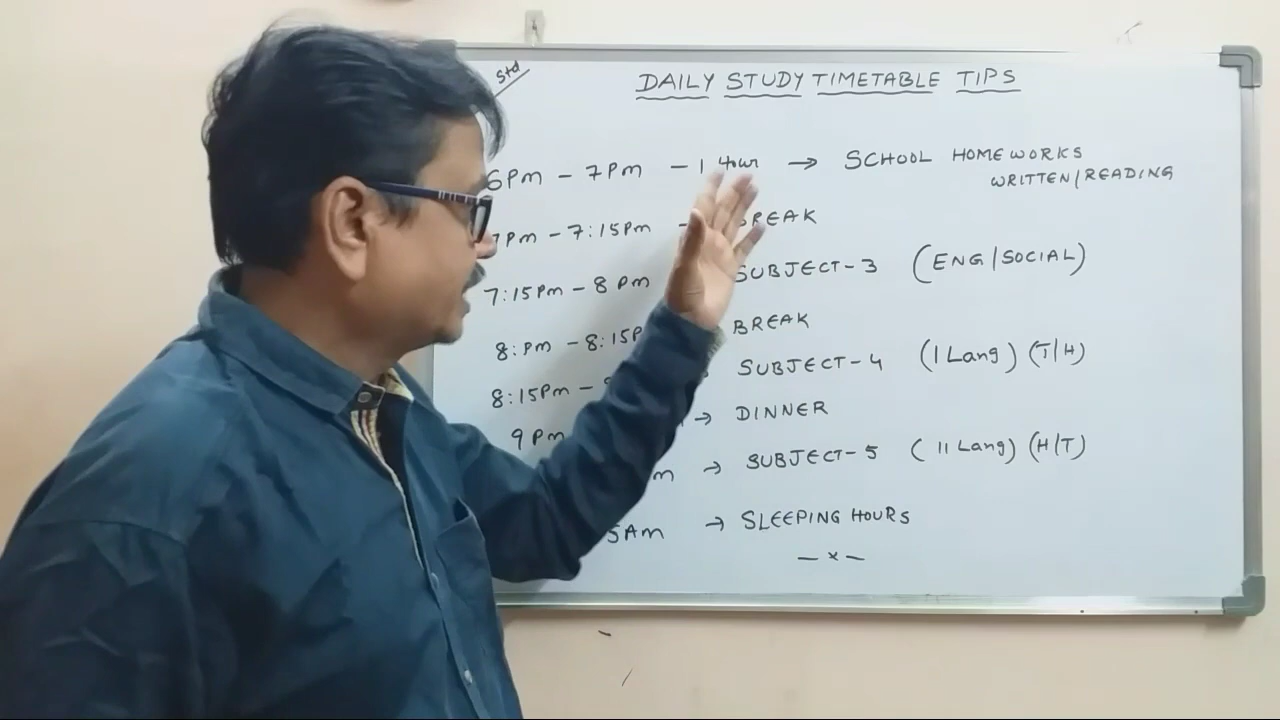 Std
DAILY STUDY TIMETABLE TIPS
6Pm - 7Pm - 1 Hour → SCHOOL HOMEWORKS
WRITTEN/READING
7Pm - 7:15Pm - BREAK
7:15Pm - 8Pm SUBJECT-3 (ENG/SOCIAL)
8:Pm - 8:15P BREAK
8:15Pm - SUBJECT-4 (I Lang) (T/H)
9Pm → DINNER
m → SUBJECT-5 (II Lang) (H/T)
5Am → SLEEPING HOURS
— x —